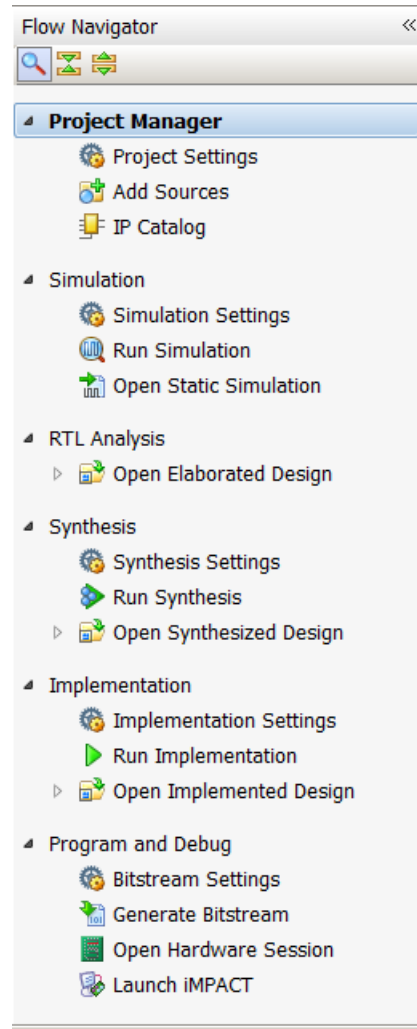 Flow Navigator «
Project Manager
Project Settings
Add Sources
IP Catalog
Simulation
Simulation Settings
Run Simulation
Open Static Simulation
RTL Analysis
Open Elaborated Design
Synthesis
Synthesis Settings
Run Synthesis
Open Synthesized Design
Implementation
Implementation Settings
Run Implementation
Open Implemented Design
Program and Debug
Bitstream Settings
Generate Bitstream
Open Hardware Session
Launch iMPACT